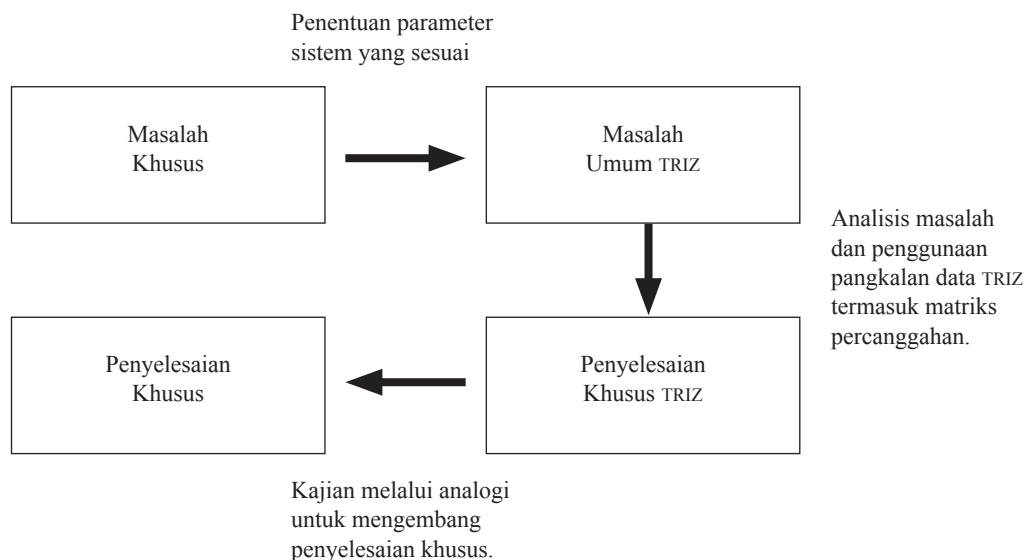 Penentuan parameter
sistem yang sesuai
Masalah
Khusus
Masalah
Umum TRIZ
Analisis masalah
dan penggunaan
pangkalan data TRIZ
termasuk matriks
percanggahan.
Penyelesaian
Khusus TRIZ
Penyelesaian
Khusus
Kajian melalui analogi
untuk mengembang
penyelesaian khusus.